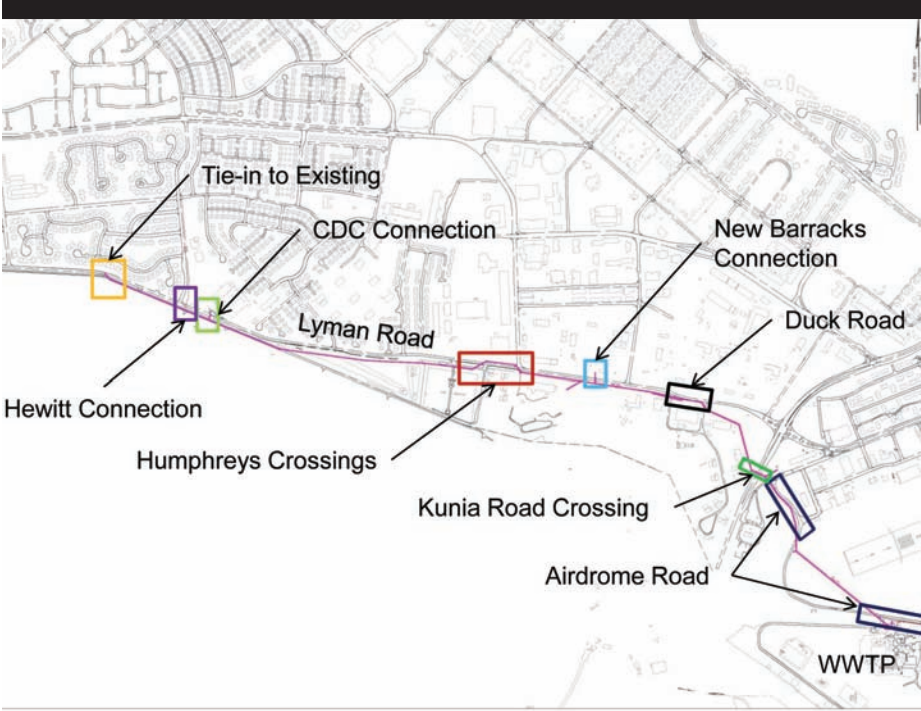 Tie-in to Existing
CDC Connection
New Barracks
Connection
Lyman Road
Duck Road
Hewitt Connection
Humphreys Crossings
Kunia Road Crossing
Airdrome Road
WWTP